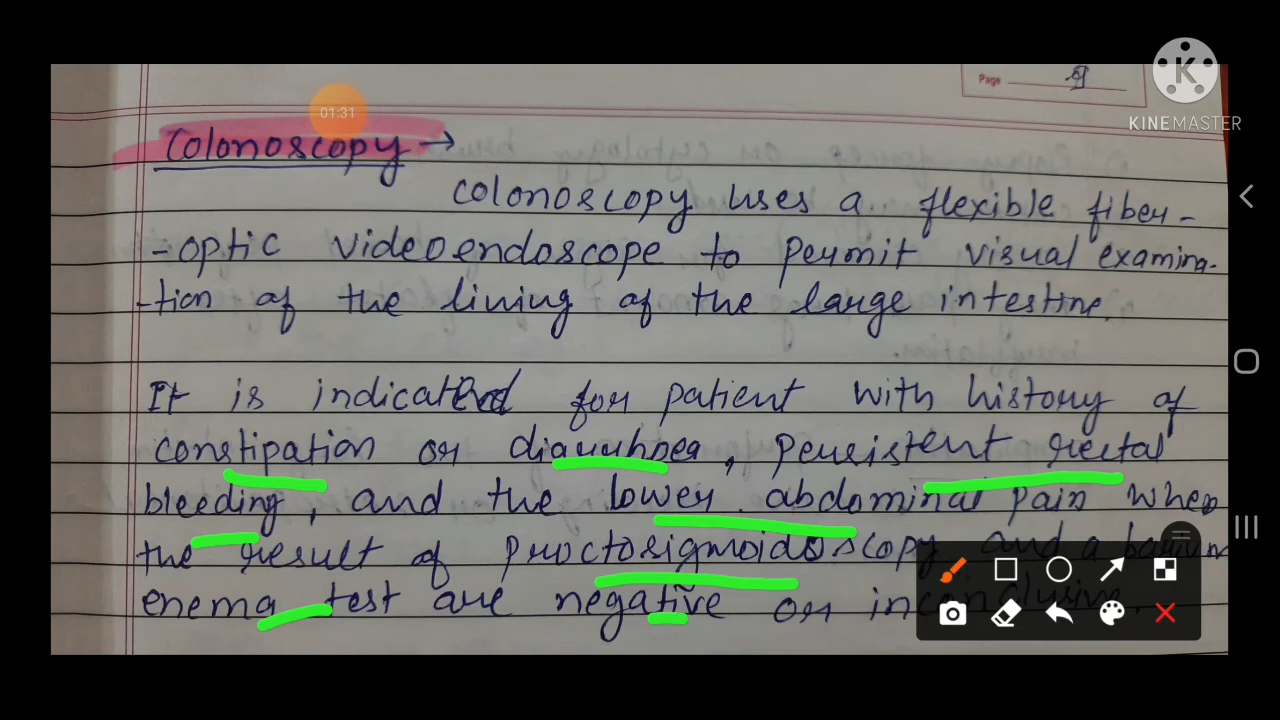 Page
KINEMASTER
01:31
Colonoscopy →
Colonoscopy uses a flexible fiber-
-optic videoendoscope to permit visual examina-
-tion of the lining of the large intestine.
It is indicated for patient with history of
constipation or diarrhoea, persistent rectal
bleeding, and the lower abdominal pain when
the result of proctosigmoidoscopy and a barium
enema test are negative or inconclusive.